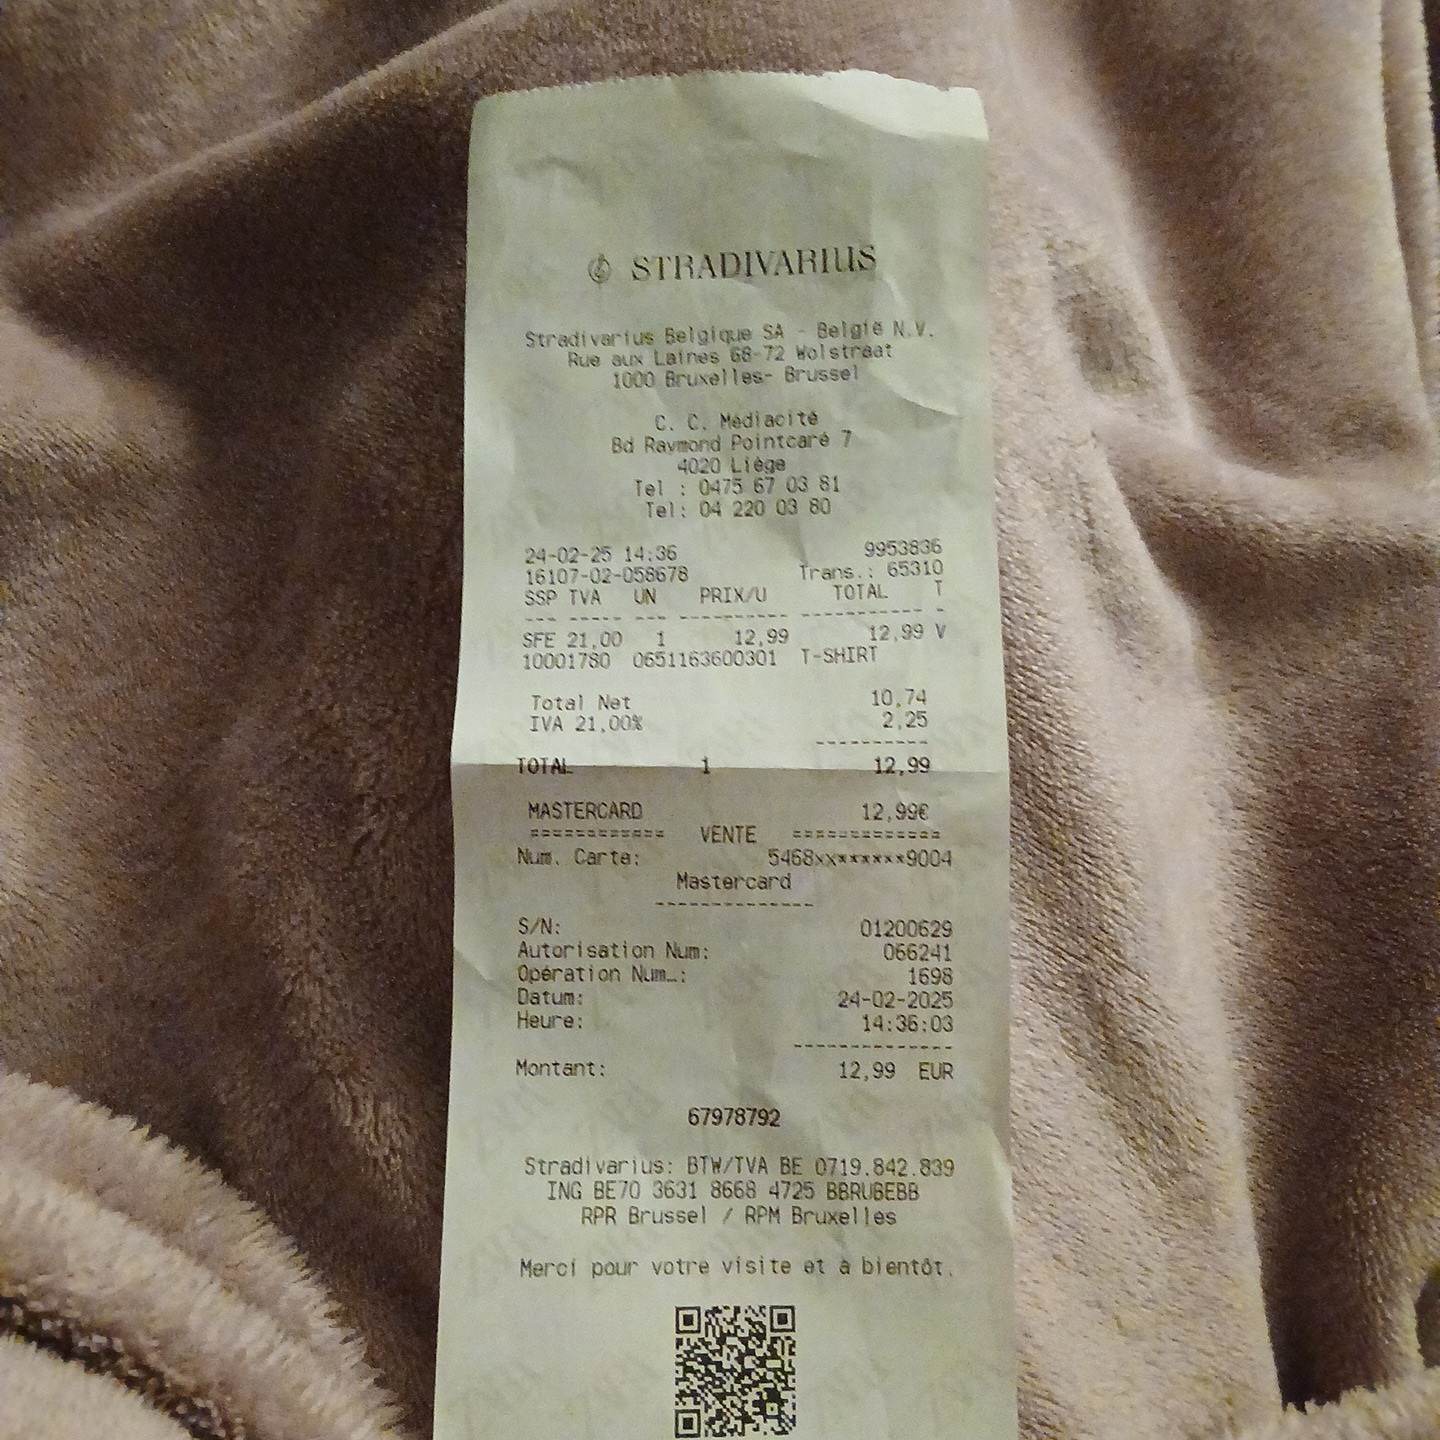 STRADIVARIUS
Stradivarius Belgique SA - België N.V.
Rue aux Laines 68-72 Wolstraat
1000 Bruxelles- Brussel
C. C. Médiacité
Bd Raymond Pointcaré 7
4020 Liège
Tel : 0475 67 03 81
Tel: 04 220 03 80
24-02-25 14:36 9953836
16107-02-058678 Trans.: 65310
SSP TVA UN PRIX/U TOTAL T
--- ----- --- ---------- ----------- -
SFE 21,00 1 12,99 12,99 V
10001780 0651163600301 T-SHIRT
Total Net 10,74
IVA 21,00% 2,25
----------
TOTAL 1 12,99
MASTERCARD 12,99€
============ VENTE =============
Num. Carte: 5468xx******9004
Mastercard
--------------
S/N: 01200629
Autorisation Num: 066241
Opération Num.: 1698
Datum: 24-02-2025
Heure: 14:36:03
--------------
Montant: 12,99 EUR
67978792
Stradivarius: BTW/TVA BE 0719.842.839
ING BE70 3631 8668 4725 BBRUBEBB
RPR Brussel / RPM Bruxelles
Merci pour votre visite et à bientôt.